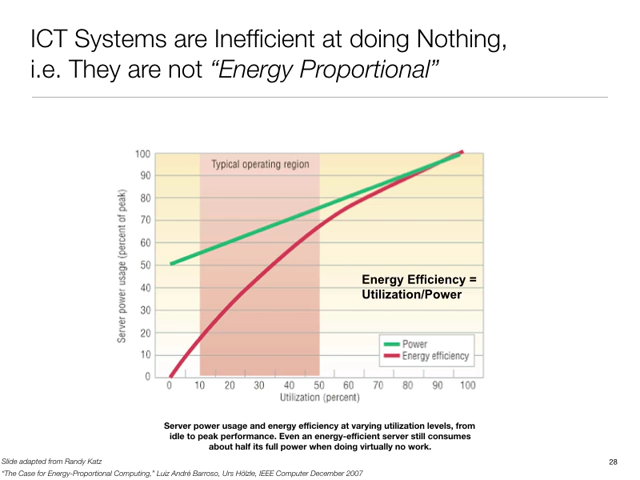 ICT Systems are Inefficient at doing Nothing,
i.e. They are not “Energy Proportional”
100
90
80
70
60
50
40
30
20
10
0
Server power usage (percent of peak)
Typical operating region
Energy Efficiency =
Utilization/Power
Power
Energy efficiency
0 10 20 30 40 50 60 70 80 90 100
Utilization (percent)
Server power usage and energy efficiency at varying utilization levels, from
idle to peak performance. Even an energy-efficient server still consumes
about half its full power when doing virtually no work.
Slide adapted from Randy Katz
28
“The Case for Energy-Proportional Computing,” Luiz André Barroso, Urs Hölzle, IEEE Computer December 2007